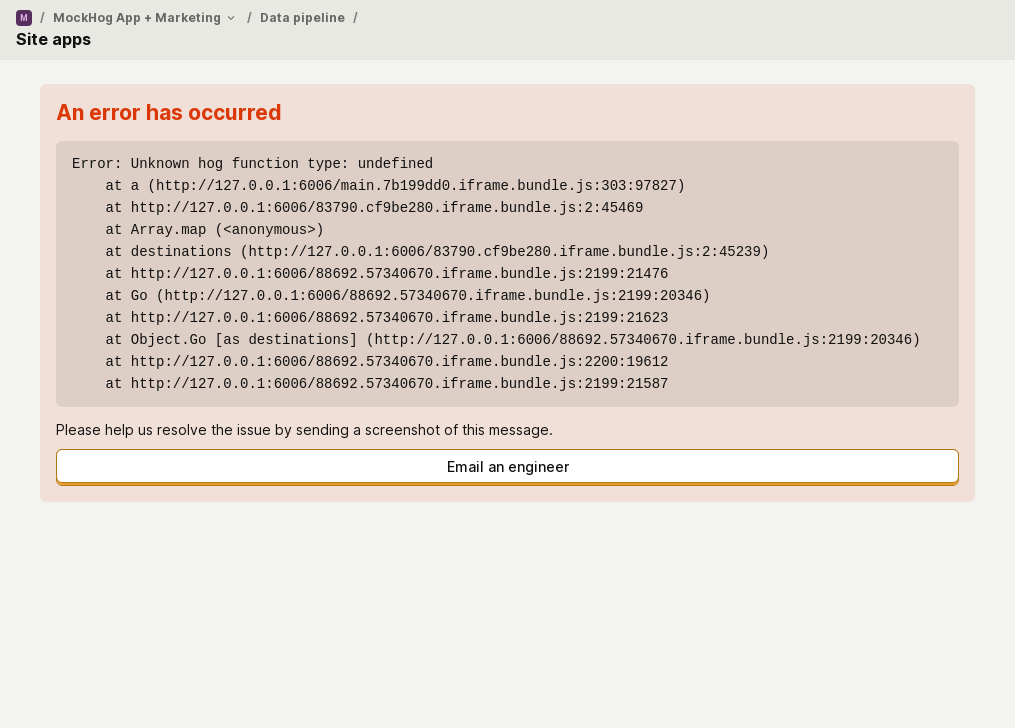 M / MockHog App + Marketing / Data pipeline /
Site apps
An error has occurred
Error: Unknown hog function type: undefined
    at a (http://127.0.0.1:6006/main.7b199dd0.iframe.bundle.js:303:97827)
    at http://127.0.0.1:6006/83790.cf9be280.iframe.bundle.js:2:45469
    at Array.map (<anonymous>)
    at destinations (http://127.0.0.1:6006/83790.cf9be280.iframe.bundle.js:2:45239)
    at http://127.0.0.1:6006/88692.57340670.iframe.bundle.js:2199:21476
    at Go (http://127.0.0.1:6006/88692.57340670.iframe.bundle.js:2199:20346)
    at http://127.0.0.1:6006/88692.57340670.iframe.bundle.js:2199:21623
    at Object.Go [as destinations] (http://127.0.0.1:6006/88692.57340670.iframe.bundle.js:2199:20346)
    at http://127.0.0.1:6006/88692.57340670.iframe.bundle.js:2200:19612
    at http://127.0.0.1:6006/88692.57340670.iframe.bundle.js:2199:21587
Please help us resolve the issue by sending a screenshot of this message.
Email an engineer